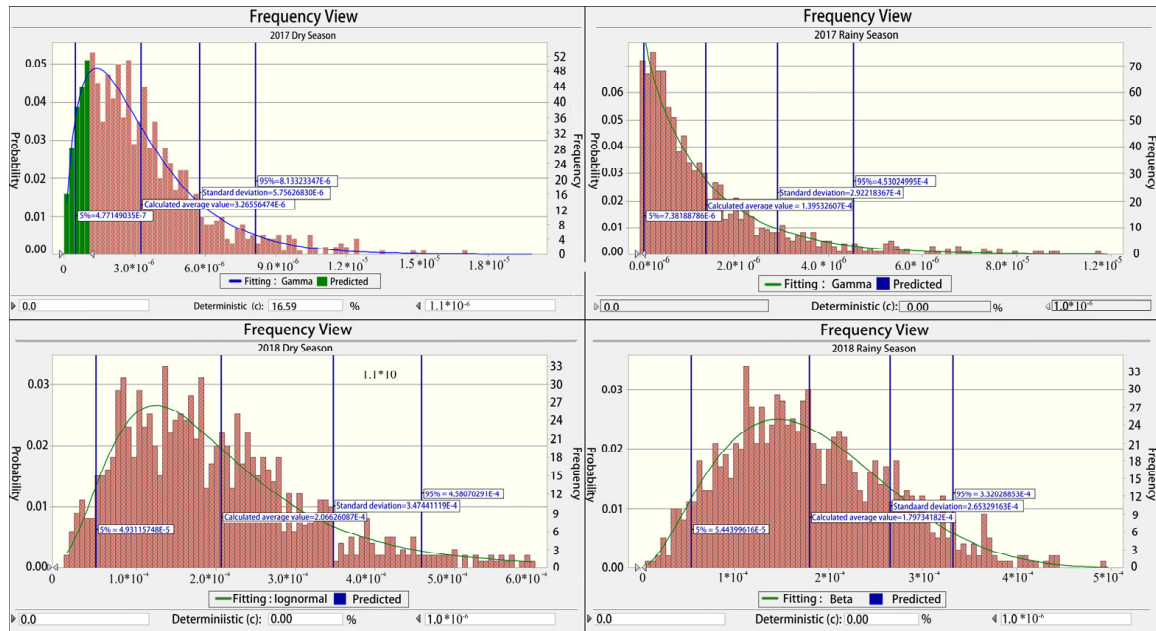 Frequency View
2017 Dry Season
Probability
0.05
0.04
0.03
0.02
0.01
0.00
52
48
44
40
36
32
28
24
20
16
12
8
4
0
Frequency
95%=8.13323347E-6
Standard deviation=5.75626830E-6
Calculated average value=3.26556474E-6
5%=4.77149035E-7
0
3.0*10⁻⁶
6.0*10⁻⁶
9.0*10⁻⁶
1.2*10⁻⁵
1.5*10⁻⁵
1.8*10⁻⁵
Fitting : Gamma Predicted
0.0 Deterministic (c): 16.59 % 1.1*10⁻⁶
Frequency View
2017 Rainy Season
Probability
0.06
0.05
0.04
0.03
0.02
0.01
0.00
70
60
50
40
30
20
10
0
Frequency
95%=4.53024995E-4
Standard deviation=2.92218367E-4
Calculated average value = 1.39532607E-4
5%=7.38188786E-6
0.0*10⁻⁶
2.0*10⁻⁶
4.0*10⁻⁶
6.0*10⁻⁶
8.0*10⁻⁵
1.2*10⁻⁵
Fitting : Gamma Predicted
0.0 Deterministic (c): 0.00 % 1.0*10⁻⁶
Frequency View
2018 Dry Season
1.1*10
Probability
0.03
0.02
0.01
0.00
33
30
27
24
21
18
15
12
9
6
3
0
Frequency
95% = 4.58070291E-4
Standard deviation=3.47441119E-4
Calculated average value=2.06626087E-4
5% = 4.93115748E-5
0
1.0*10⁻⁴
2.0*10⁻⁴
3.0*10⁻⁴
4.0*10⁻⁴
5.0*10⁻⁴
6.0*10⁻⁴
Fitting : lognormal Predicted
0.0 Determiniistic (c): 0.00 % 1.0*10⁻⁶
Frequency View
2018 Rainy Season
Probability
0.03
0.02
0.01
0.00
33
30
27
24
21
18
15
12
9
6
3
0
Frequency
95% = 3.32028853E-4
Standaard deviation=2.65329163E-4
Calculated average value=1.79734182E-4
5% = 5.44399616E-5
0
1*10⁻⁴
2*10⁻⁴
3*10⁻⁴
4*10⁻⁴
5*10⁻⁴
Fitting : Beta Predicted
0.0 Deterministic (c): 0.00 % 1.0*10⁻⁶